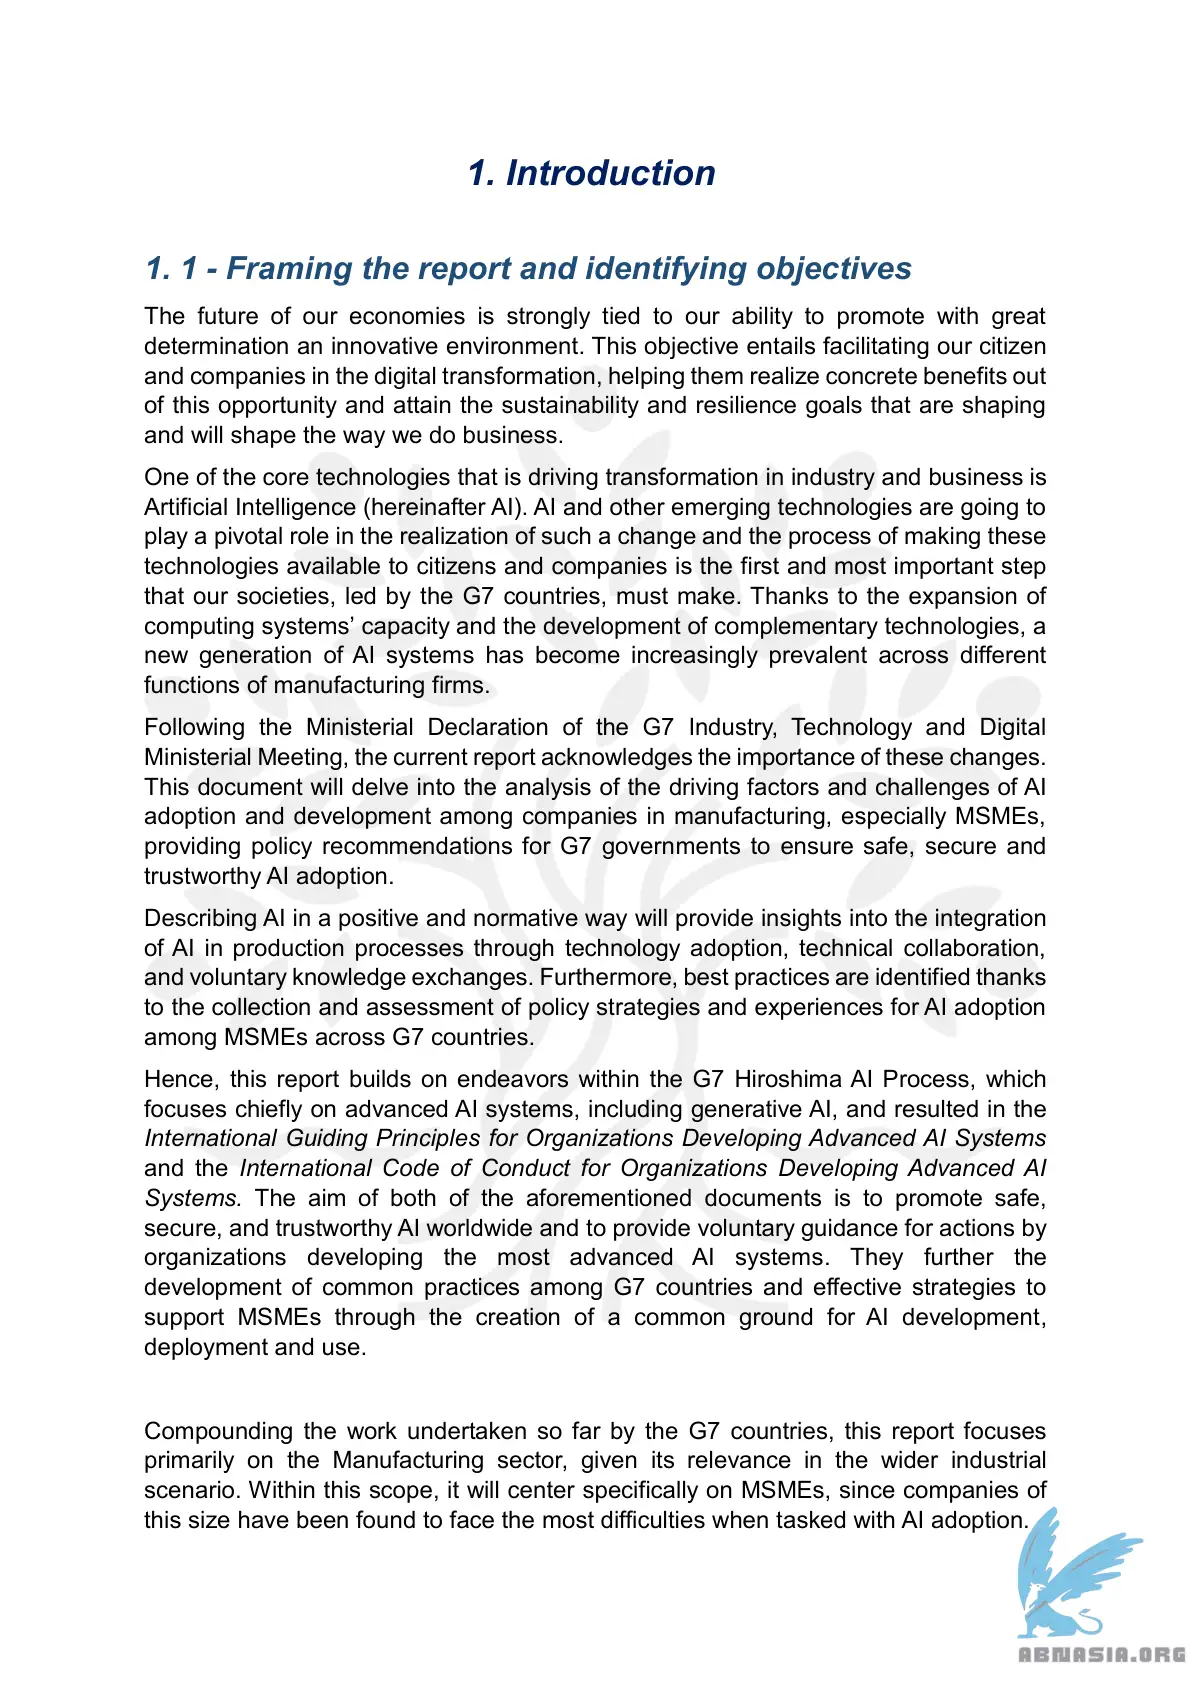 1. Introduction
1. 1 - Framing the report and identifying objectives
The future of our economies is strongly tied to our ability to promote with great
determination an innovative environment. This objective entails facilitating our citizen
and companies in the digital transformation, helping them realize concrete benefits out
of this opportunity and attain the sustainability and resilience goals that are shaping
and will shape the way we do business.
One of the core technologies that is driving transformation in industry and business is
Artificial Intelligence (hereinafter AI). AI and other emerging technologies are going to
play a pivotal role in the realization of such a change and the process of making these
technologies available to citizens and companies is the first and most important step
that our societies, led by the G7 countries, must make. Thanks to the expansion of
computing systems’ capacity and the development of complementary technologies, a
new generation of AI systems has become increasingly prevalent across different
functions of manufacturing firms.
Following the Ministerial Declaration of the G7 Industry, Technology and Digital
Ministerial Meeting, the current report acknowledges the importance of these changes.
This document will delve into the analysis of the driving factors and challenges of AI
adoption and development among companies in manufacturing, especially MSMEs,
providing policy recommendations for G7 governments to ensure safe, secure and
trustworthy AI adoption.
Describing AI in a positive and normative way will provide insights into the integration
of AI in production processes through technology adoption, technical collaboration,
and voluntary knowledge exchanges. Furthermore, best practices are identified thanks
to the collection and assessment of policy strategies and experiences for AI adoption
among MSMEs across G7 countries.
Hence, this report builds on endeavors within the G7 Hiroshima AI Process, which
focuses chiefly on advanced AI systems, including generative AI, and resulted in the
International Guiding Principles for Organizations Developing Advanced AI Systems
and the International Code of Conduct for Organizations Developing Advanced AI
Systems. The aim of both of the aforementioned documents is to promote safe,
secure, and trustworthy AI worldwide and to provide voluntary guidance for actions by
organizations developing the most advanced AI systems. They further the
development of common practices among G7 countries and effective strategies to
support MSMEs through the creation of a common ground for AI development,
deployment and use.
Compounding the work undertaken so far by the G7 countries, this report focuses
primarily on the Manufacturing sector, given its relevance in the wider industrial
scenario. Within this scope, it will center specifically on MSMEs, since companies of
this size have been found to face the most difficulties when tasked with AI adoption.
ABNASIA.ORG